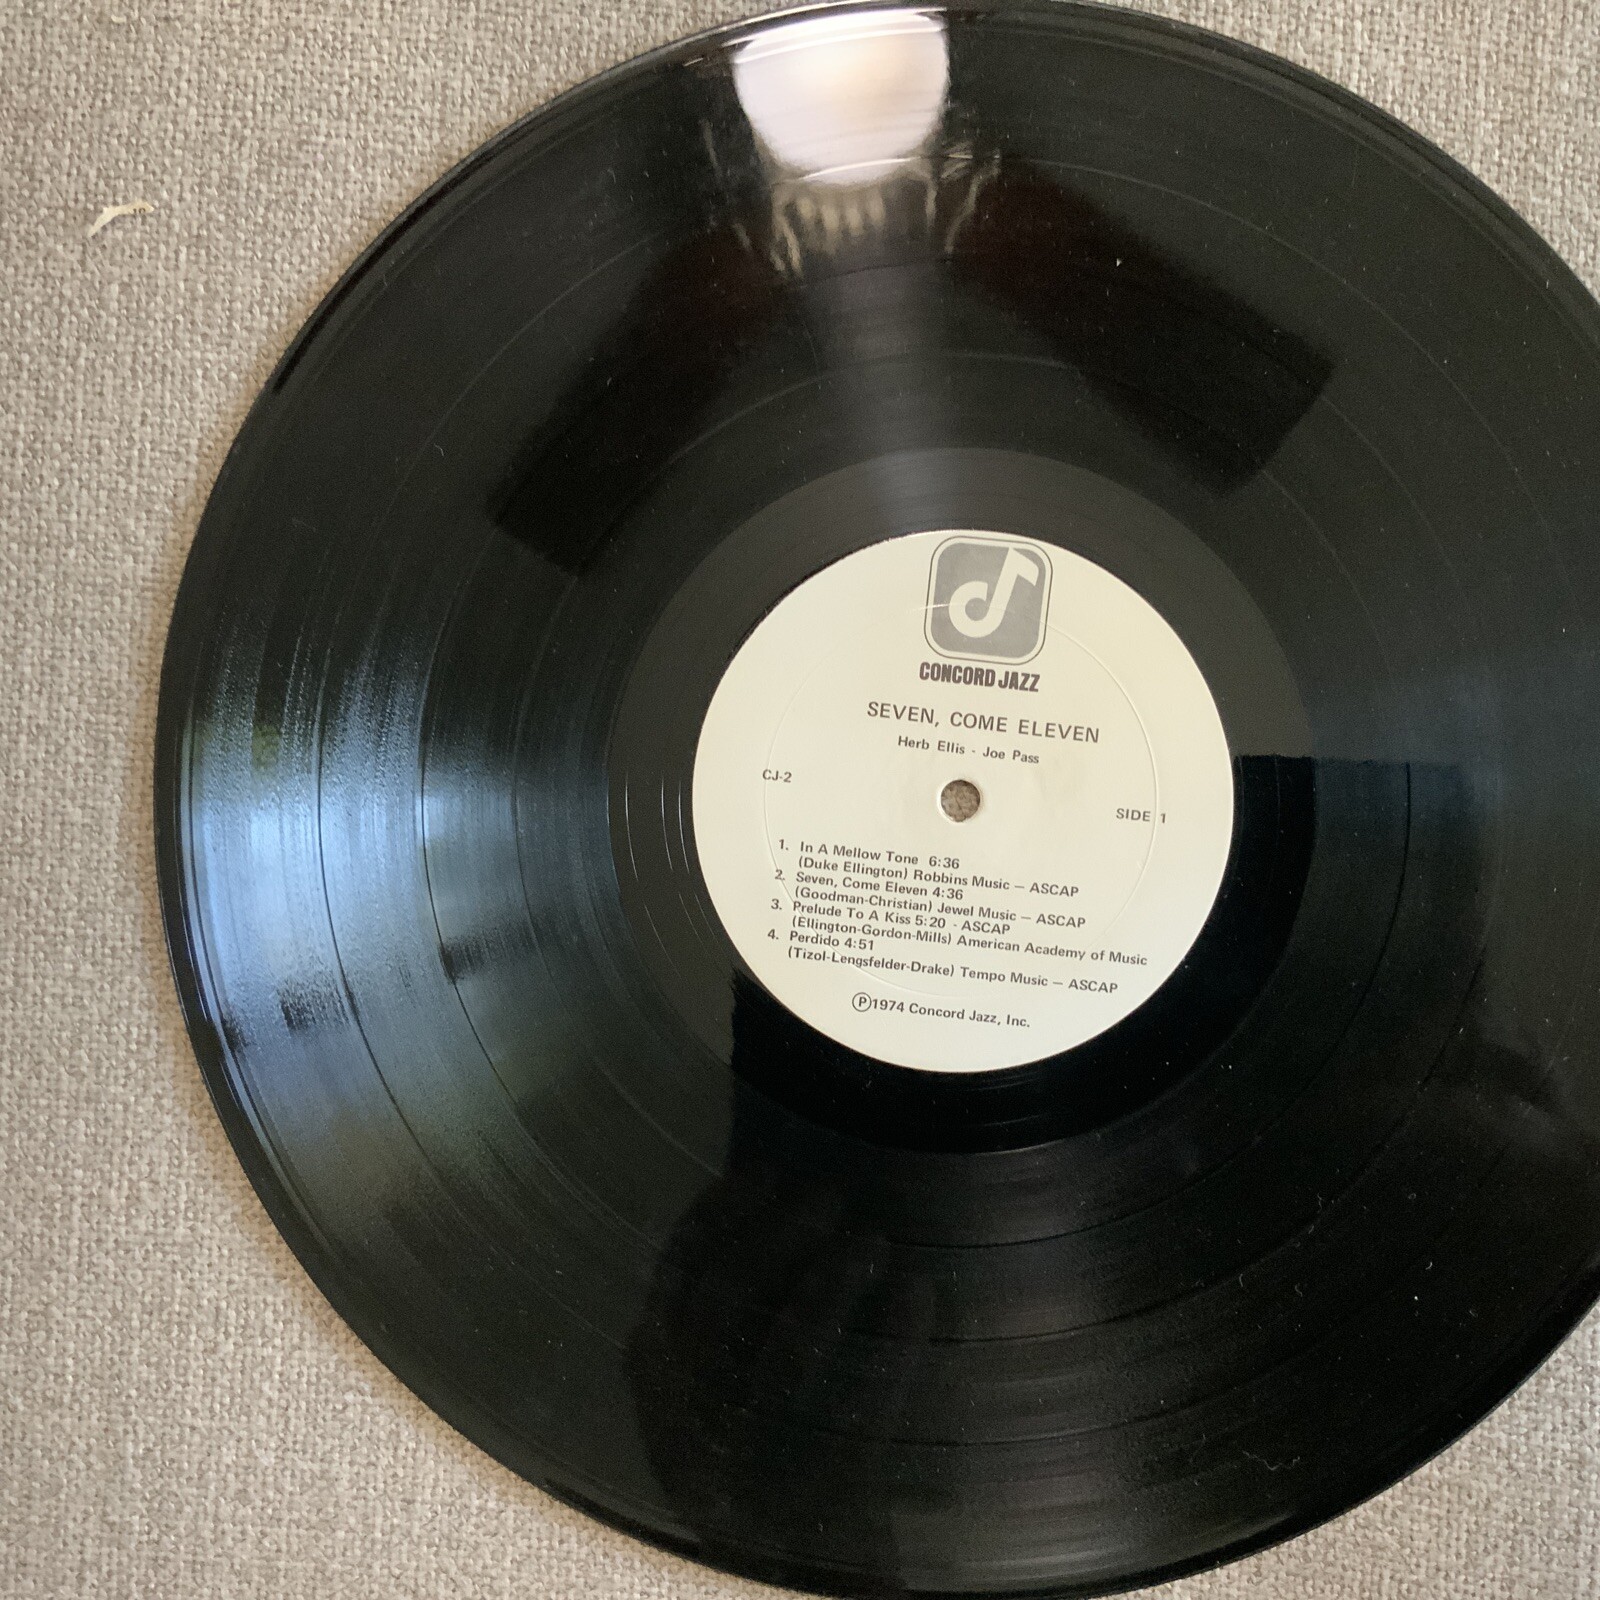 CONCORD JAZZ
SEVEN, COME ELEVEN
Herb Ellis - Joe Pass
CJ-2
SIDE 1
1. In A Mellow Tone 6:36
(Duke Ellington) Robbins Music — ASCAP
2. Seven, Come Eleven 4:36
(Goodman-Christian) Jewel Music — ASCAP
3. Prelude To A Kiss 5:20 - ASCAP
(Ellington-Gordon-Mills) American Academy of Music
4. Perdido 4:51
(Tizol-Lengsfelder-Drake) Tempo Music — ASCAP
Ⓟ1974 Concord Jazz, Inc.